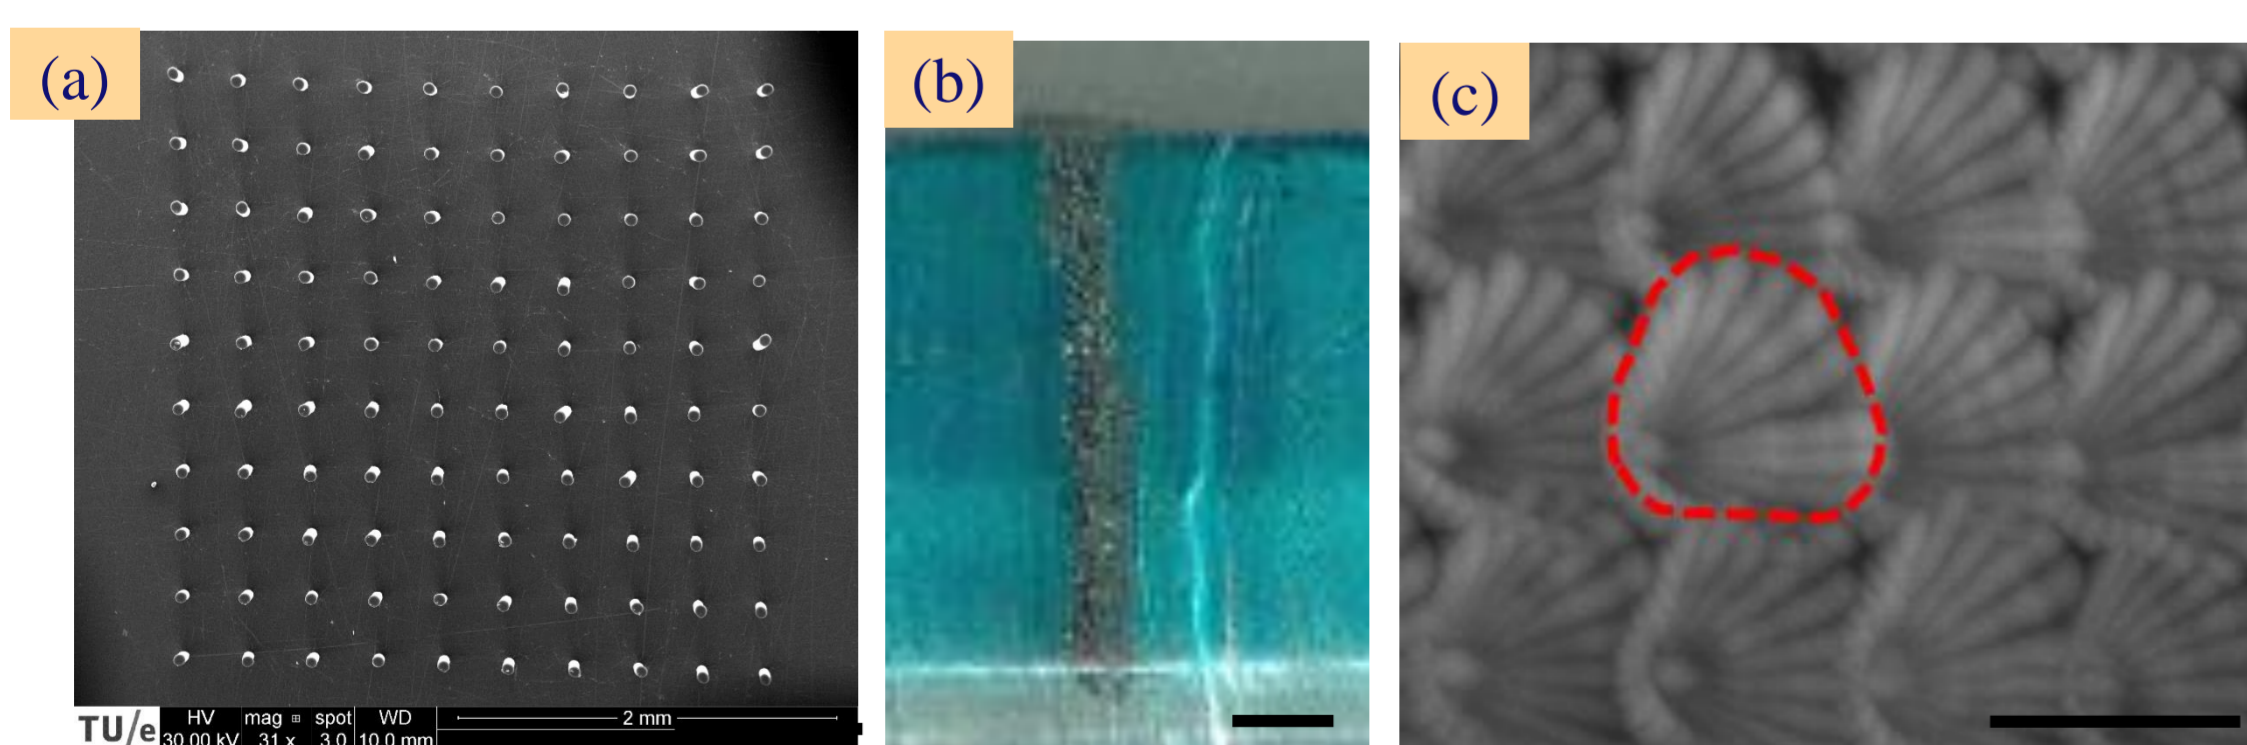 (a)
(b)
(c)
TU/e
HV mag ⊞ spot WD
30.00 kV 31 x 3.0 10.0 mm
2 mm